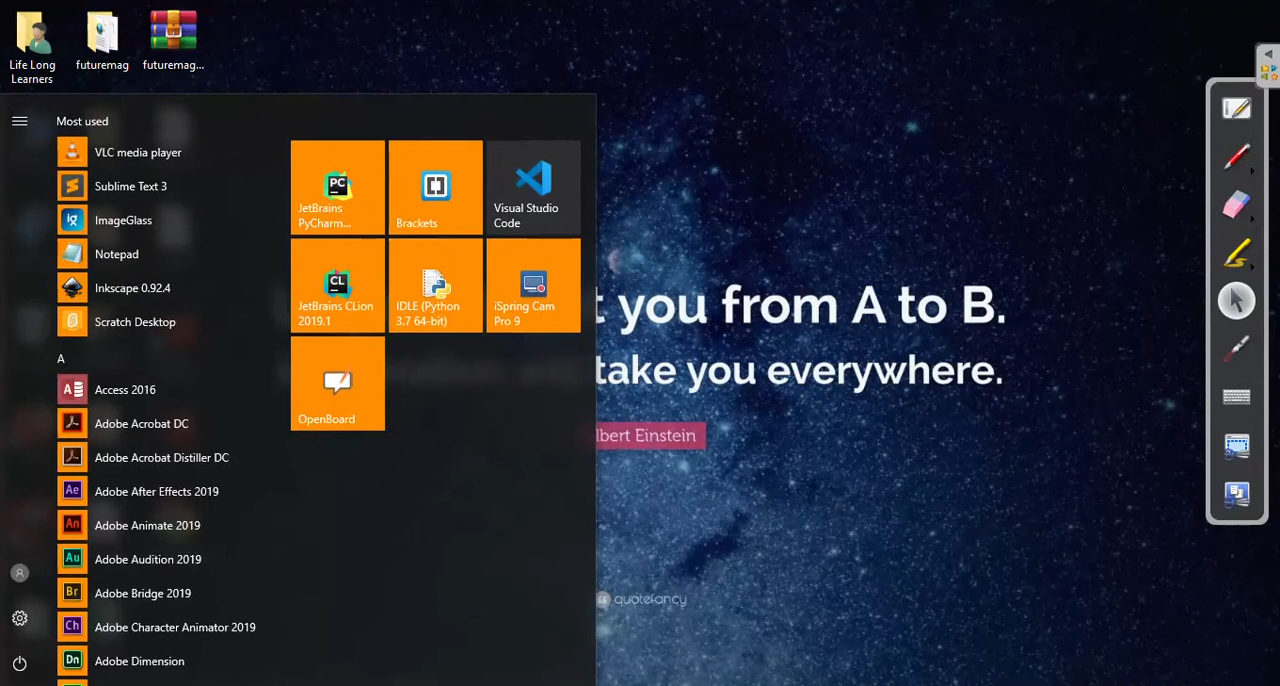 Life Long
Learners
futuremag
futuremag...
Most used
VLC media player
Sublime Text 3
ImageGlass
Notepad
Inkscape 0.92.4
Scratch Desktop
A
Access 2016
Adobe Acrobat DC
Adobe Acrobat Distiller DC
Adobe After Effects 2019
Adobe Animate 2019
Adobe Audition 2019
Adobe Bridge 2019
Adobe Character Animator 2019
Adobe Dimension
JetBrains
PyCharm...
Brackets
Visual Studio
Code
JetBrains CLion
2019.1
IDLE (Python
3.7 64-bit)
iSpring Cam
Pro 9
OpenBoard
t you from A to B.
take you everywhere.
lbert Einstein
quotefancy